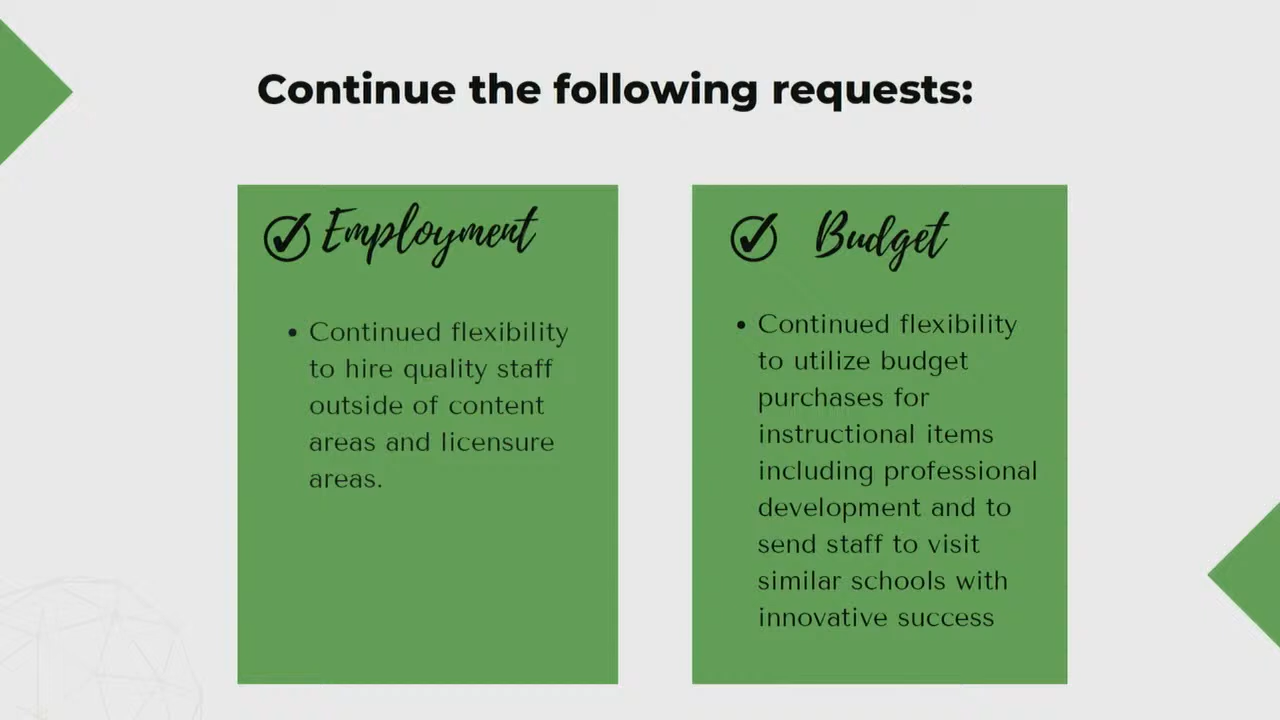 Continue the following requests:
Employment
• Continued flexibility
to hire quality staff
outside of content
areas and licensure
areas.
Budget
• Continued flexibility
to utilize budget
purchases for
instructional items
including professional
development and to
send staff to visit
similar schools with
innovative success